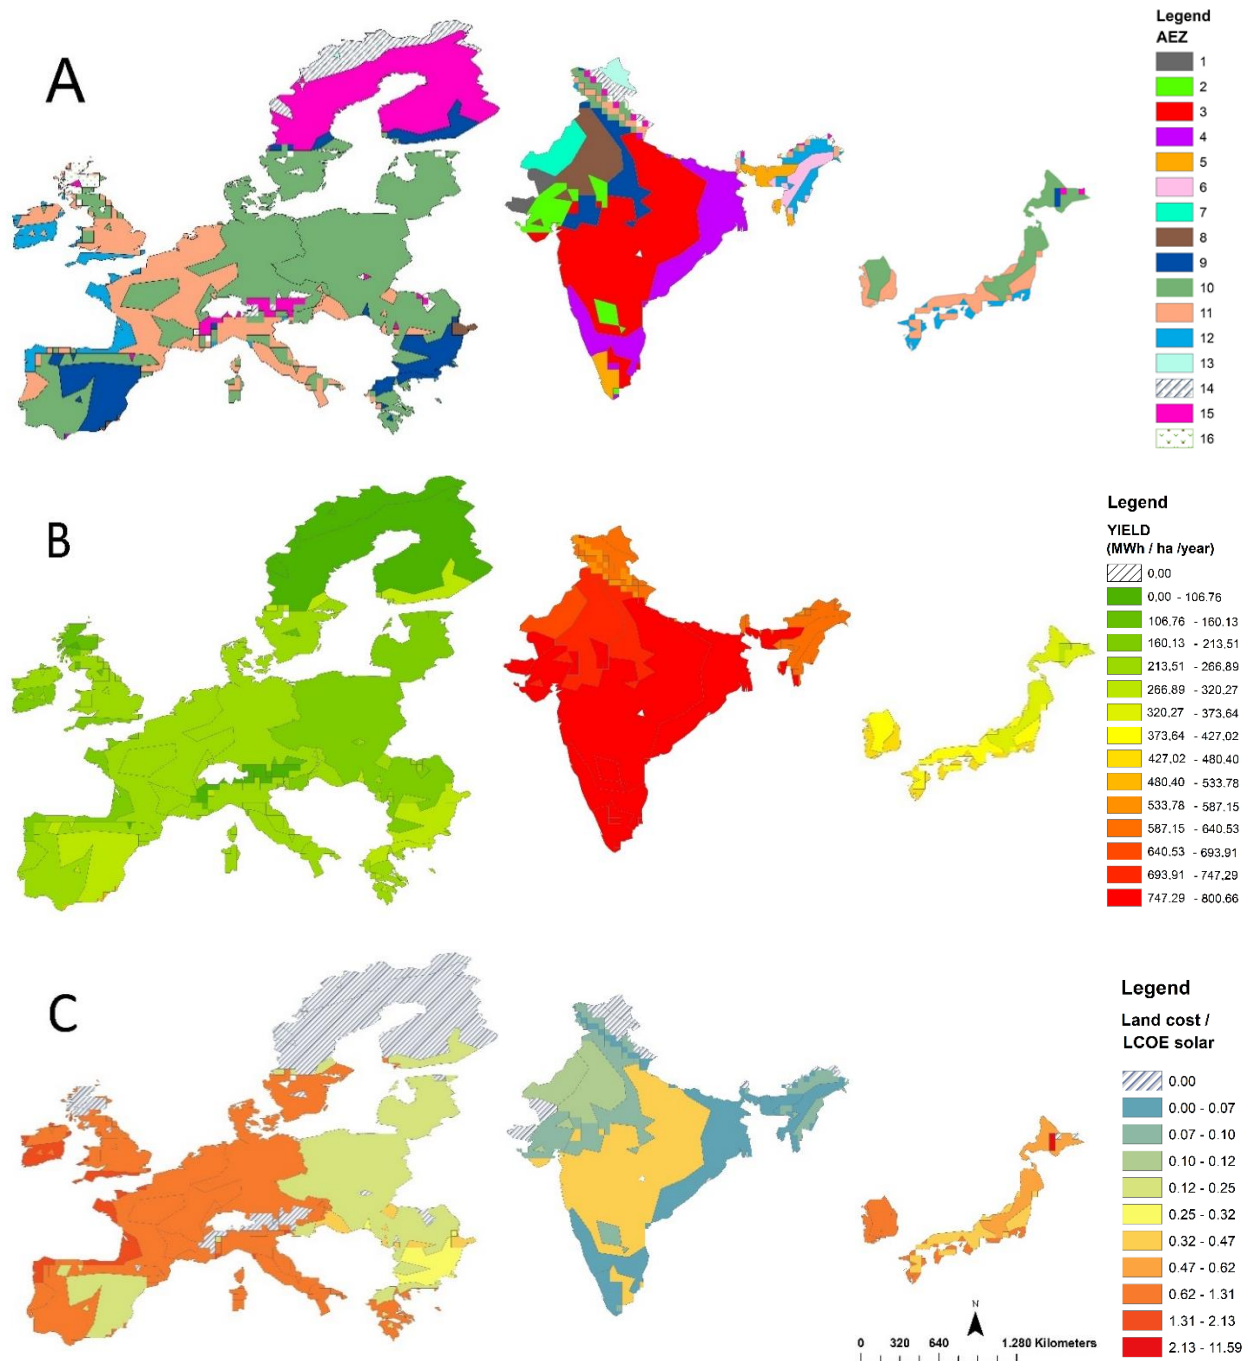 A
Legend
AEZ
1
2
3
4
5
6
7
8
9
10
11
12
13
14
15
16
B
Legend
YIELD
(MWh / ha /year)
0.00
0,00 - 106.76
106.76 - 160.13
160.13 - 213,51
213,51 - 266,89
266.89 - 320.27
320.27 - 373.64
373.64 - 427.02
427.02 - 480.40
480.40 - 533.78
533.78 - 587.15
587.15 - 640.53
640.53 - 693.91
693.91 - 747.29
747.29 - 800.66
C
Legend
Land cost /
LCOE solar
0.00
0.00 - 0.07
0.07 - 0.10
0.10 - 0.12
0.12 - 0.25
0.25 - 0.32
0.32 - 0.47
0.47 - 0.62
0.62 - 1.31
1.31 - 2.13
2.13 - 11.59
N
0 320 640 1.280 Kilometers